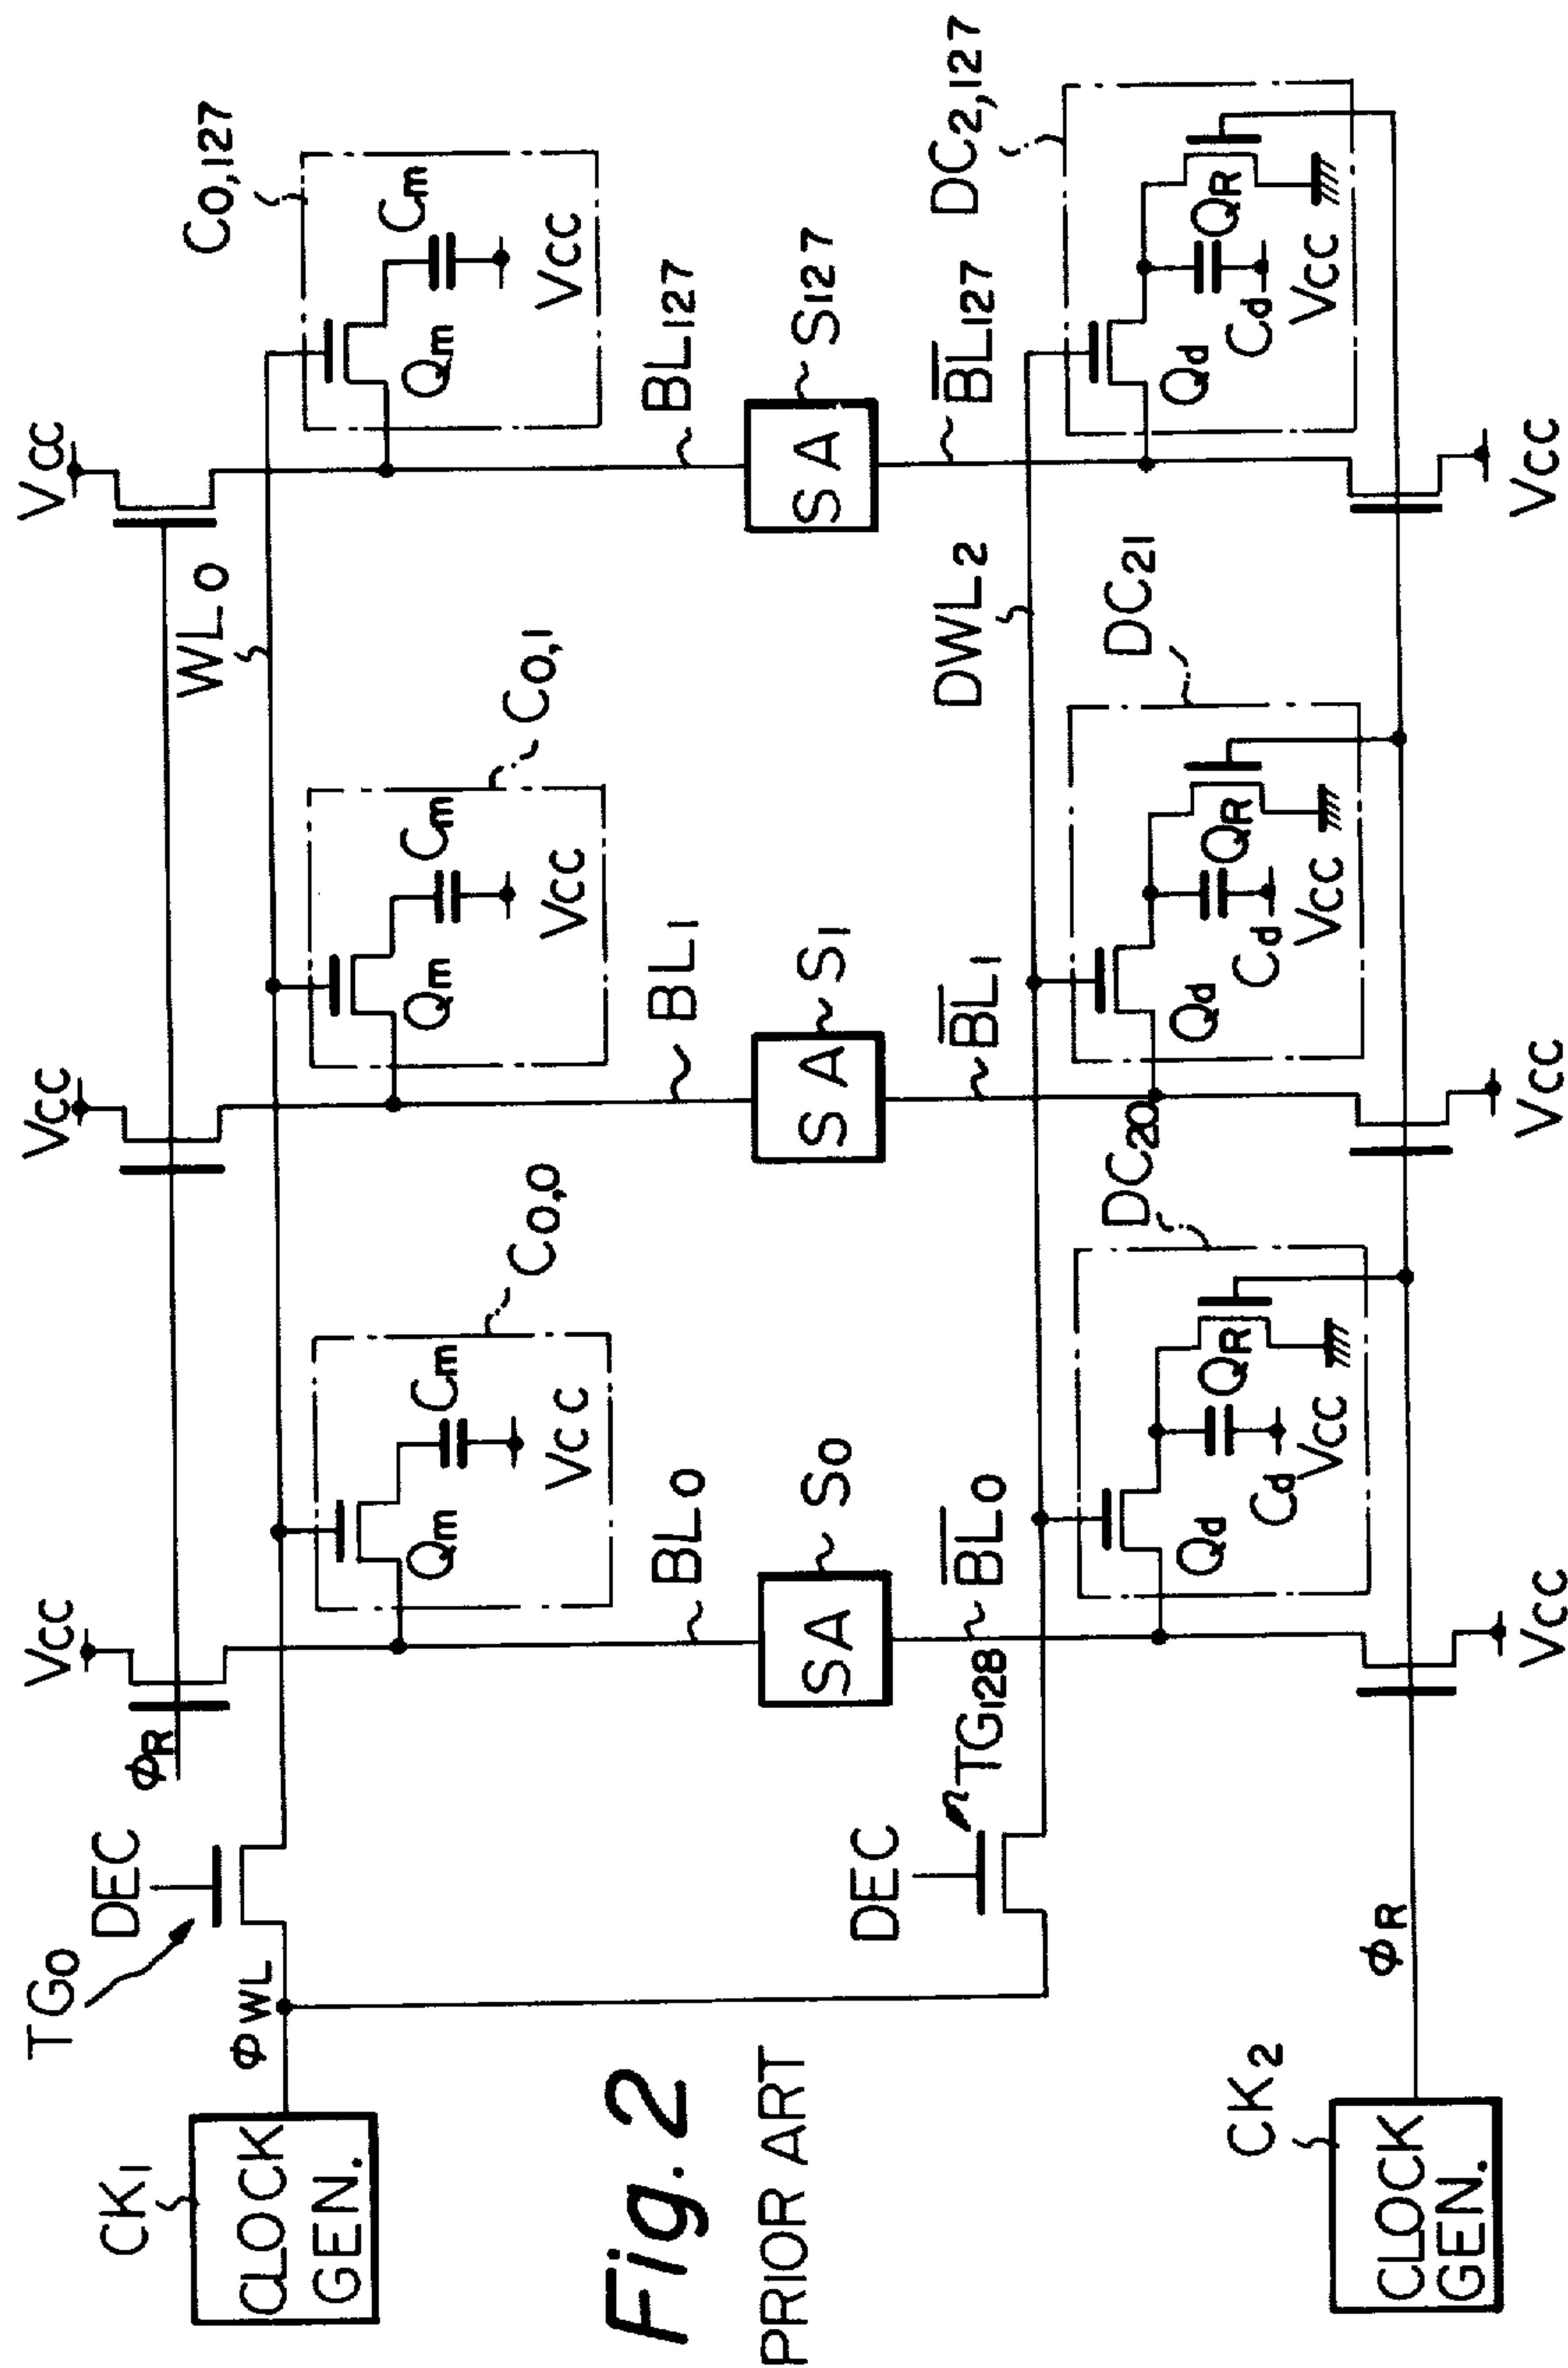 VCC
VCC
VCC
TG0
DEC
ΦR
WL0
C0,127
CK1
ΦWL
CLOCK
GEN.
C0,0
C0,1
Qm
Cm
VCC
Qm
Cm
VCC
Qm
Cm
VCC
BL0
BL1
BL127
SA
S0
SA
S1
SA
S127
Fig. 2
PRIOR ART
DEC
TG128
B̅L̅0
B̅L̅1
DWL2
B̅L̅127
DC20
DC21
DC2,127
Qd
Cd
QR
VCC
Qd
Cd
QR
VCC
Qd
Cd
QR
VCC
CK2
ΦR
CLOCK
GEN.
VCC
VCC
VCC